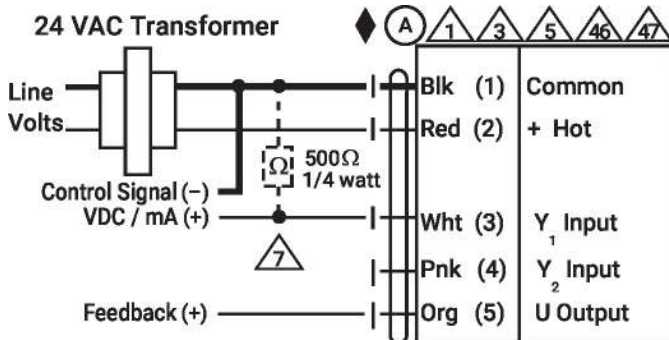 24 VAC Transformer
A 1 3 5 46 47
Line
Volts
Blk (1) Common
Red (2) + Hot
Ω 500Ω
1/4 watt
Control Signal (−)
VDC / mA (+)
Wht (3) Y1 Input
7
Pnk (4) Y2 Input
Feedback (+)
Org (5) U Output